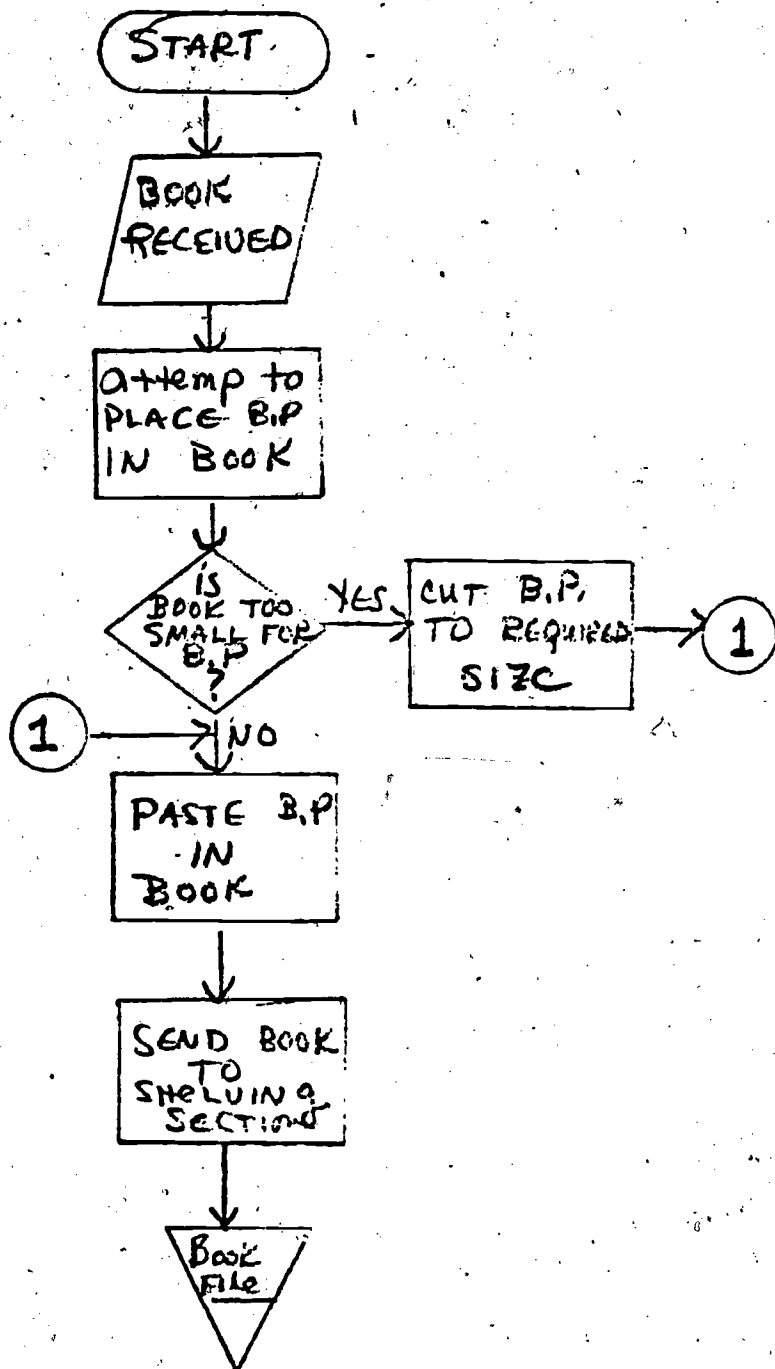 START
BOOK
RECEIVED
attemp to
PLACE B.P
IN BOOK
IS
BOOK TOO
SMALL FOR
B.P
?
YES
CUT B.P.
TO REQUIRED
SIZE
1
1
NO
PASTE B.P
IN
BOOK
SEND BOOK
TO
SHELVING
SECTION
Book
File